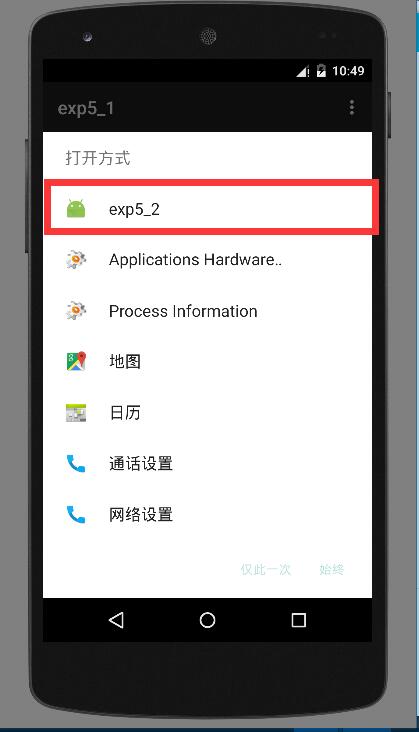 10:49
exp5_1
打开方式
exp5_2
Applications Hardware..
Process Information
地图
日历
通话设置
网络设置
仅此一次 始终